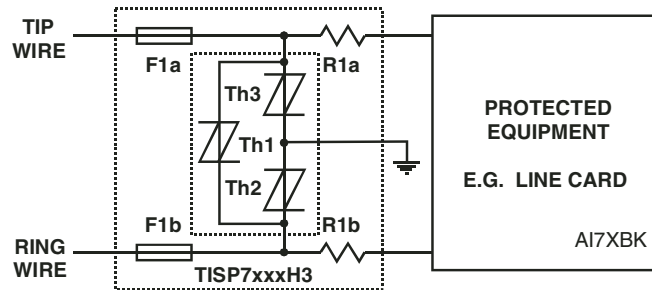 TIP
WIRE
F1a
R1a
Th3
Th1
Th2
F1b
R1b
RING
WIRE
TISP7xxxH3
PROTECTED
EQUIPMENT
E.G. LINE CARD
AI7XBK